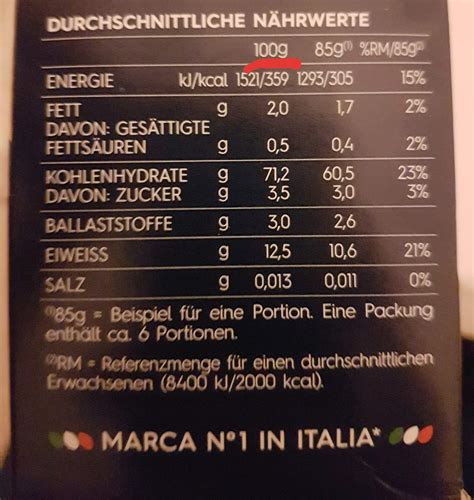 DURCHSCHNITTLICHE NÄHRWERTE
100g 85g⁽¹⁾ %RM/85g⁽²⁾
ENERGIE kJ/kcal 1521/359 1293/305 15%
FETT g 2,0 1,7 2%
DAVON: GESÄTTIGTE
FETTSÄUREN g 0,5 0,4 2%
KOHLENHYDRATE g 71,2 60,5 23%
DAVON: ZUCKER g 3,5 3,0 3%
BALLASTSTOFFE g 3,0 2,6
EIWEISS g 12,5 10,6 21%
SALZ g 0,013 0,011 0%
⁽¹⁾85g = Beispiel für eine Portion. Eine Packung
enthält ca. 6 Portionen.
⁽²⁾RM = Referenzmenge für einen durchschnittlichen
Erwachsenen (8400 kJ/2000 kcal).
MARCA N°1 IN ITALIA*